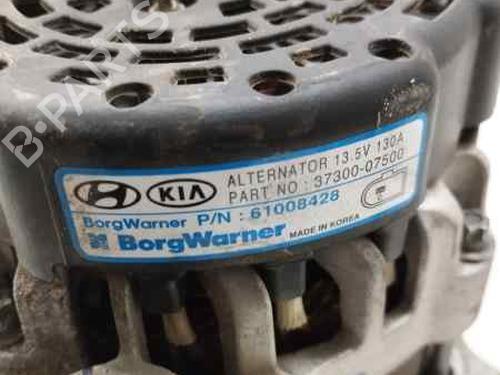 B-PARTS
KIA
ALTERNATOR 13.5V 130A
PART NO : 37300-07500
BorgWarner P/N : 61008428
BorgWarner
MADE IN KOREA